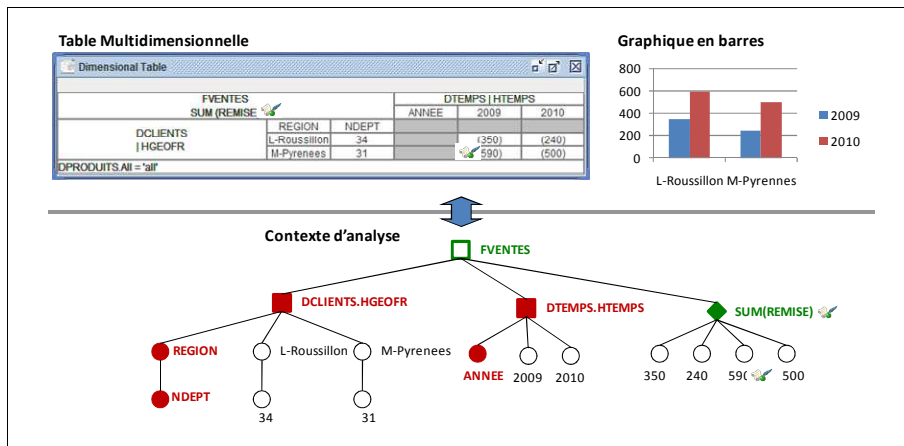 Table Multidimensionnelle
Graphique en barres
Dimensional Table
FVENTES
SUM (REMISE
DTEMPS | HTEMPS
ANNEE 2009 2010
DCLIENTS
| HGEOFR
REGION NDEPT
L-Roussillon 34 (350) (240)
M-Pyrenees 31 590) (500)
DPRODUITS.All = 'all'
800
600
400
200
0
2009
2010
L-Roussillon M-Pyrennes
Contexte d'analyse
FVENTES
DCLIENTS.HGEOFR
DTEMPS.HTEMPS
SUM(REMISE)
REGION
L-Roussillon
M-Pyrenees
ANNEE
2009
2010
350
240
590
500
NDEPT
34
31